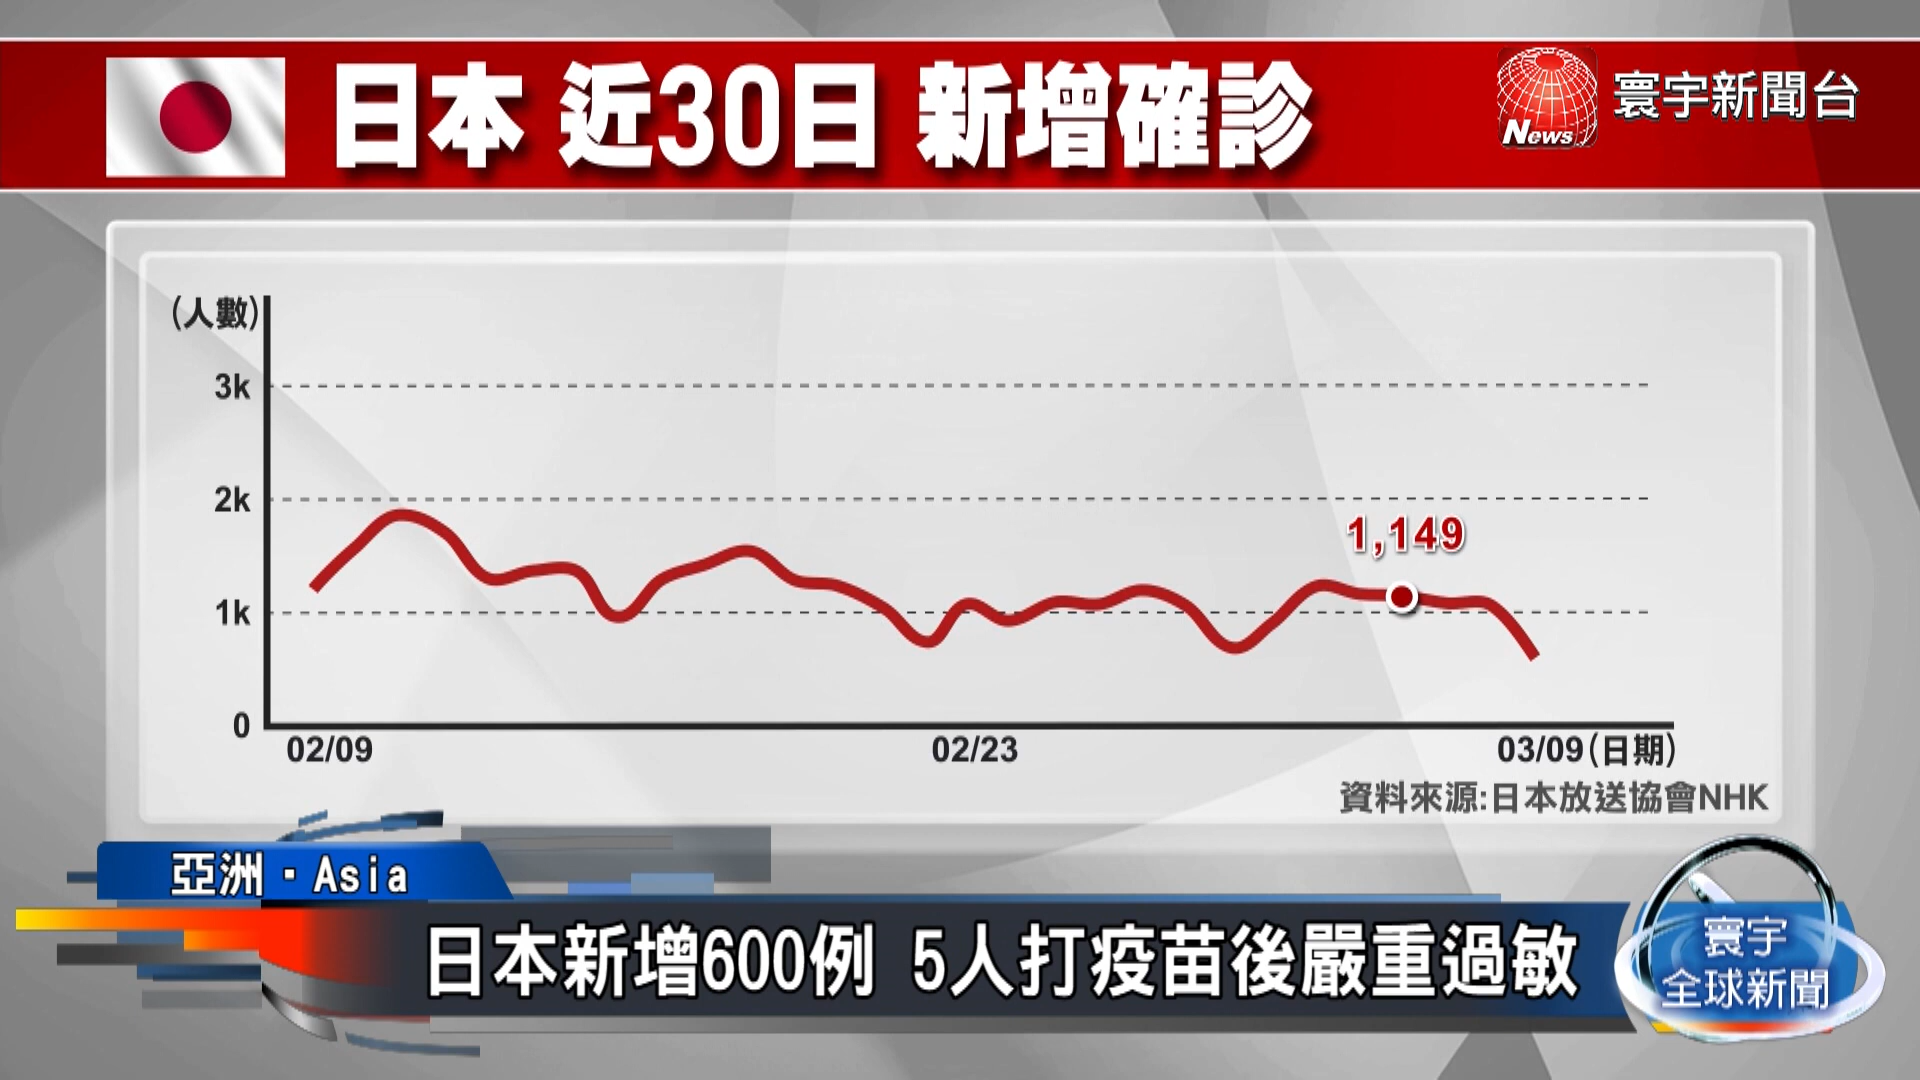 日本 近30日 新增確診
News
寰宇新聞台
(人數)
3k
2k
1,149
1k
0
02/09
02/23
03/09(日期)
資料來源:日本放送協會NHK
亞洲·Asia
日本新增600例 5人打疫苗後嚴重過敏
寰宇
全球新聞